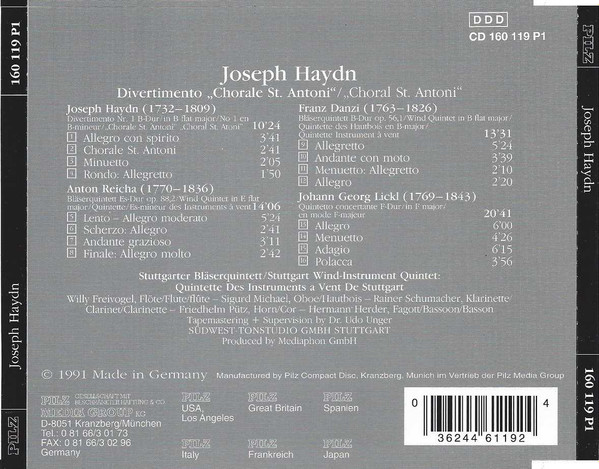 160 119 P1
Joseph Haydn
PILZ
DDD
CD 160 119 P1
Joseph Haydn
Divertimento „Chorale St. Antoni“/„Choral St. Antoni“
Joseph Haydn (1732–1809)
Divertimento Nr. 1 B-Dur/in B flat major/No 1 en
B-mineur/„Chorale St. Antoni“ „Choral St. Atoni“ 10'24
1 Allegro con spirito 3'41
2 Chorale St. Antoni 2'41
3 Minuetto 2'05
4 Rondo: Allegretto 1'50
Anton Reicha (1770–1836)
Bläserquintett Es-Dur op. 88,2/Wind Quintet in E flat
major/Quintette/Es-mineur des Instruments à vent 14'06
5 Lento – Allegro moderato 5'24
6 Scherzo: Allegro 2'41
7 Andante grazioso 3'11
8 Finale: Allegro molto 2'42
Franz Danzi (1763–1826)
Bläserquintett B-Dur op. 56,1/Wind Quintet in B flat major/
Quintette des Hautbois en B-major/
Quintette Instrument à vent 13'31
9 Allegretto 5'24
10 Andante con moto 3'39
11 Menuetto: Allegretto 2'10
12 Allegro 2'20
Johann Georg Lickl (1769–1843)
Quintetto concertante F-Dur/in F major/
en mode F-majeur 20'41
13 Allegro 6'00
14 Menuetto 4'26
15 Adagio 6'15
16 Polacca 3'56
Stuttgarter Bläserquintett/Stuttgart Wind-Instrument Quintet:
Quintette Des Instruments a Vent De Stuttgart
Willy Freivogel, Flöte/Flute/flûte – Sigurd Michael, Oboe/Hautbois – Rainer Schumacher, Klarinette/
Clarinet/Clarinette – Friedhelm Pütz, Horn/Cor – Hermann Herder, Fagott/Bassoon/Basson
Tapemastering + Supervision by Dr. Udo Unger
SÜDWEST-TONSTUDIO GMBH STUTTGART
Produced by Mediaphon GmbH
© 1991 Made in Germany
Manufactured by Pilz Compact Disc, Kranzberg, Munich im Vertrieb der Pilz Media Group
PILZ GESELLSCHAFT MIT
BESCHRÄNKTER HAFTUNG & CO
MEDIA GROUP KG
D-8051 Kranzberg/München
Tel.: 0 81 66/3 01 73
FAX: 0 81 66/3 02 96
Germany
PILZ
USA,
Los Angeles
PILZ
Great Britain
PILZ
Spanien
PILZ
Italy
PILZ
Frankreich
PILZ
Japan
0 36244 61192 4
PILZ
Joseph Haydn
160 119 P1